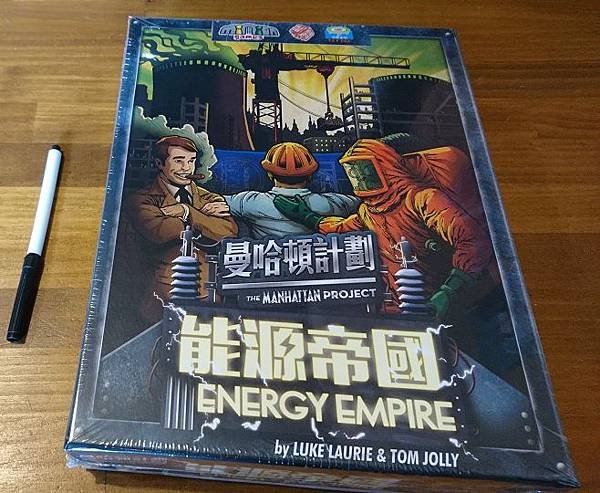 曼哈頓計劃
THE MANHATTAN PROJECT
能源帝國
ENERGY EMPIRE
by LUKE LAURIE & TOM JOLLY